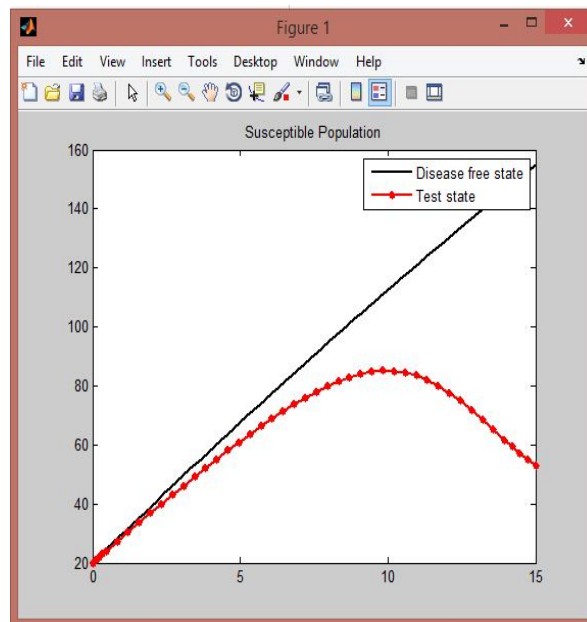 Figure 1
File Edit View Insert Tools Desktop Window Help
Susceptible Population
160
140
120
100
80
60
40
20
0 5 10 15
Disease free state
Test state